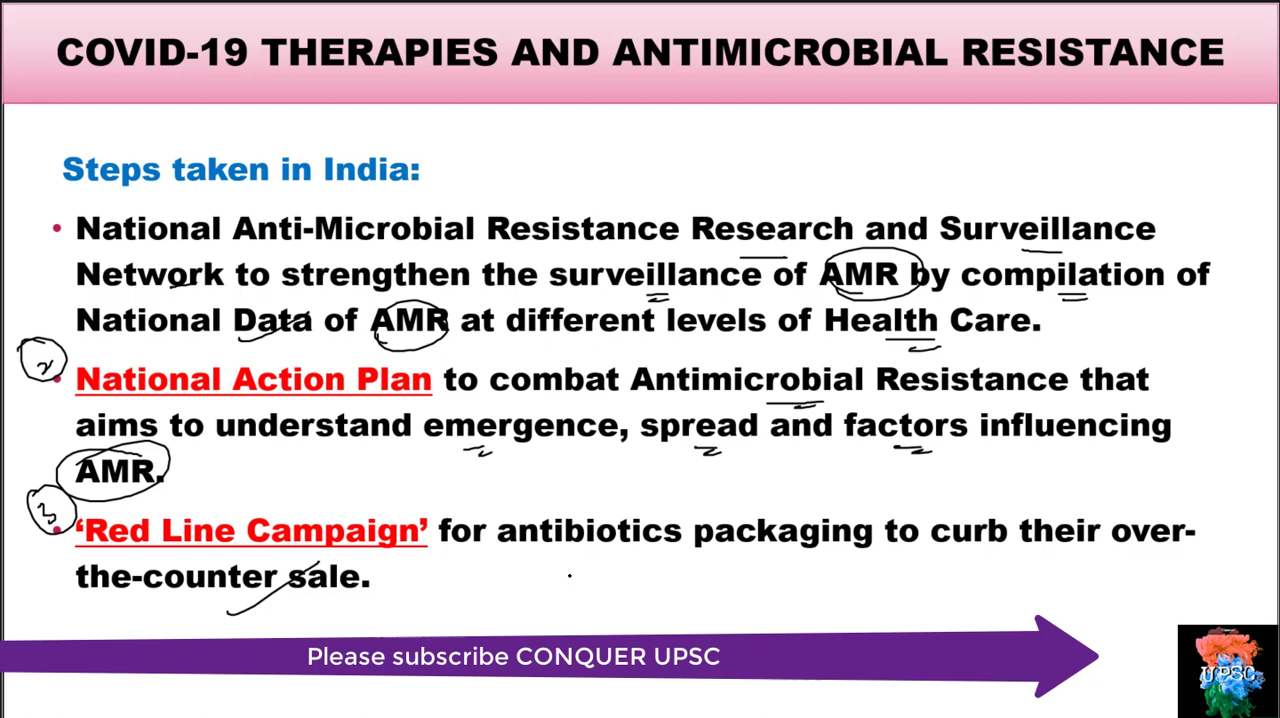 COVID-19 THERAPIES AND ANTIMICROBIAL RESISTANCE
Steps taken in India:
• National Anti-Microbial Resistance Research and Surveillance
Network to strengthen the surveillance of AMR by compilation of
National Data of AMR at different levels of Health Care.
2
• National Action Plan to combat Antimicrobial Resistance that
aims to understand emergence, spread and factors influencing
AMR.
3
• ‘Red Line Campaign’ for antibiotics packaging to curb their over-
the-counter sale.
Please subscribe CONQUER UPSC
UPSC